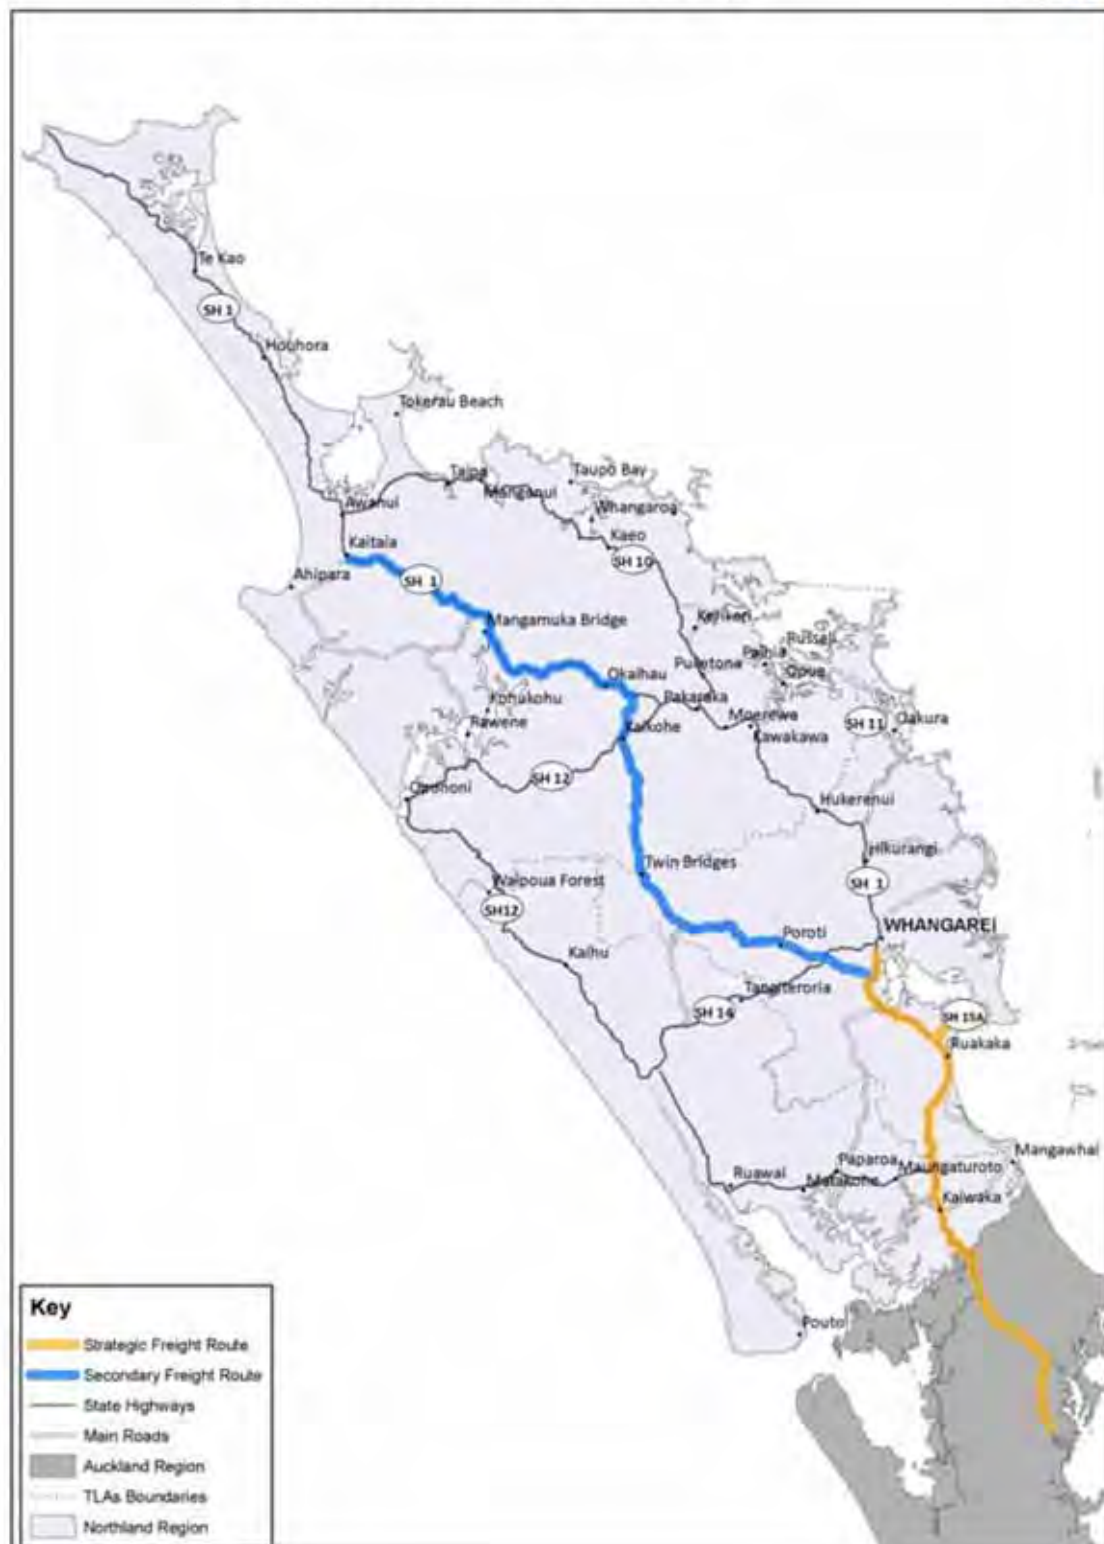 Te Kao
SH 1
Houhora
Tokerau Beach
Taipa
Taupo Bay
Manganui
Awanui
Whangaroa
Kaitaia
Kaeo
SH 10
Ahipara
SH 1
Mangamuka Bridge
Kerikeri
Russell
Paihia
Puketona
Opua
Okaihau
Pakaraka
Kohukohu
Rawene
Moerewa
SH 11
Oakura
Kaikohe
Kawakawa
SH 12
Opononi
Hukerenui
Hikurangi
Twin Bridges
SH 1
Waipoua Forest
SH12
WHANGAREI
Poroti
Kaihu
Tangiteroria
SH 14
SH 15A
Ruakaka
Mangawhai
Paparoa
Maungaturoto
Ruawai
Matakohe
Kaiwaka
Pouto
Key
Strategic Freight Route
Secondary Freight Route
State Highways
Main Roads
Auckland Region
TLAs Boundaries
Northland Region